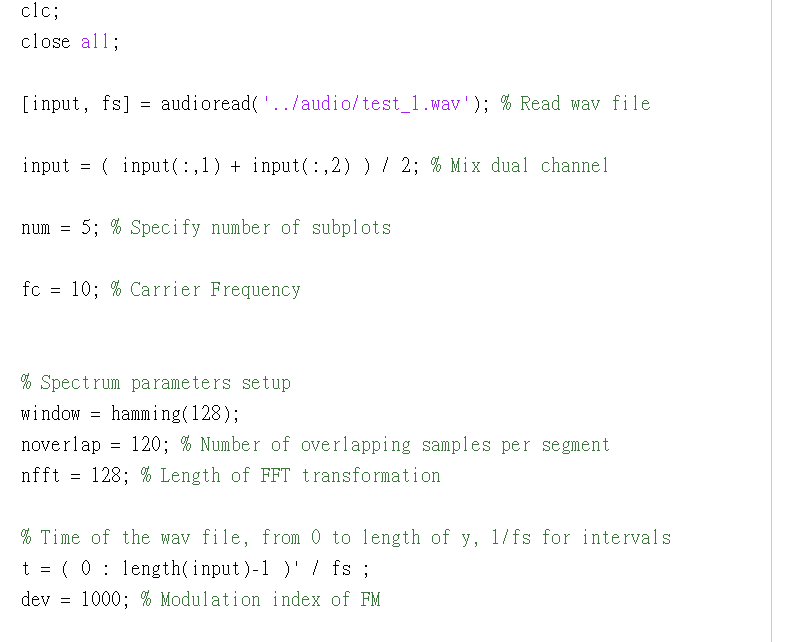 clc;
close all;
[input, fs] = audioread('../audio/test_1.wav'); % Read wav file
input = ( input(:,1) + input(:,2) ) / 2; % Mix dual channel
num = 5; % Specify number of subplots
fc = 10; % Carrier Frequency
% Spectrum parameters setup
window = hamming(128);
noverlap = 120; % Number of overlapping samples per segment
nfft = 128; % Length of FFT transformation
% Time of the wav file, from 0 to length of y, 1/fs for intervals
t = ( 0 : length(input)-1 )' / fs ;
dev = 1000; % Modulation index of FM